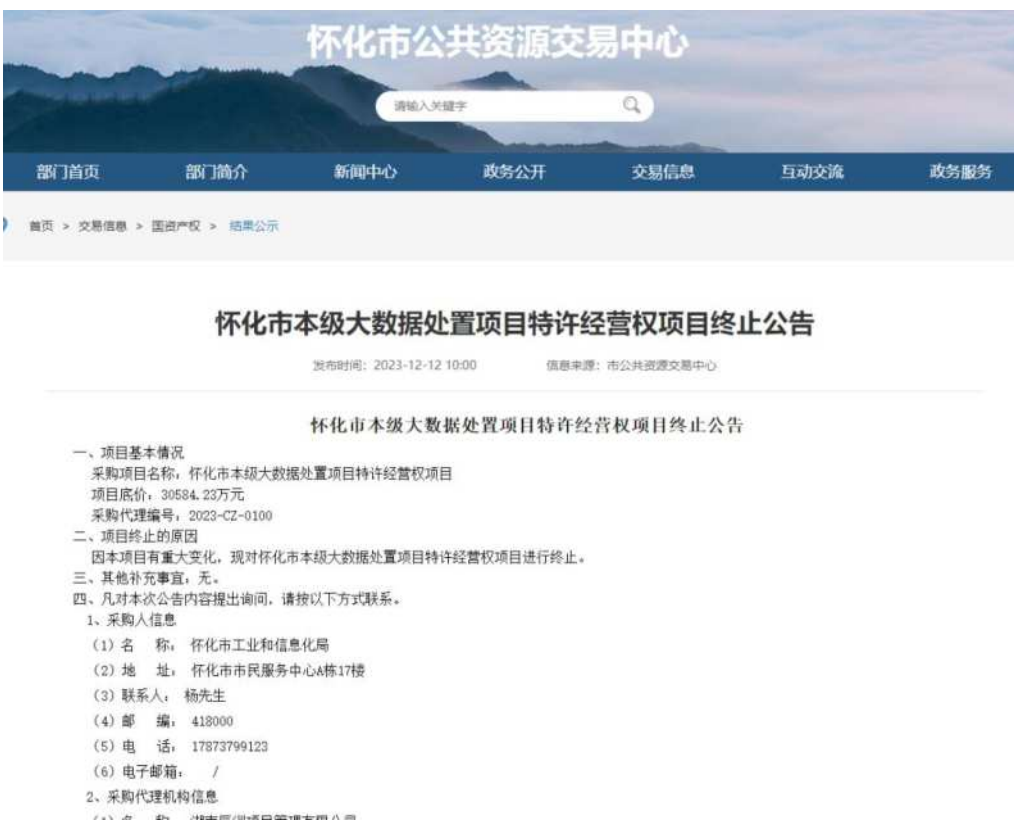 怀化市公共资源交易中心
请输入关键字
部门首页 部门简介 新闻中心 政务公开 交易信息 互动交流 政务服务
首页 > 交易信息 > 国资产权 > 结果公示
怀化市本级大数据处置项目特许经营权项目终止公告
发布时间：2023-12-12 10:00 信息来源：市公共资源交易中心
怀化市本级大数据处置项目特许经营权项目终止公告
一、项目基本情况
采购项目名称：怀化市本级大数据处置项目特许经营权项目
项目底价：30584.23万元
采购代理编号：2023-CZ-0100
二、项目终止的原因
因本项目有重大变化，现对怀化市本级大数据处置项目特许经营权项目进行终止。
三、其他补充事宜：无。
四、凡对本次公告内容提出询问，请按以下方式联系。
1、采购人信息
（1）名 称：怀化市工业和信息化局
（2）地 址：怀化市市民服务中心A栋17楼
（3）联系人：杨先生
（4）邮 编：418000
（5）电 话：17873799123
（6）电子邮箱： /
2、采购代理机构信息